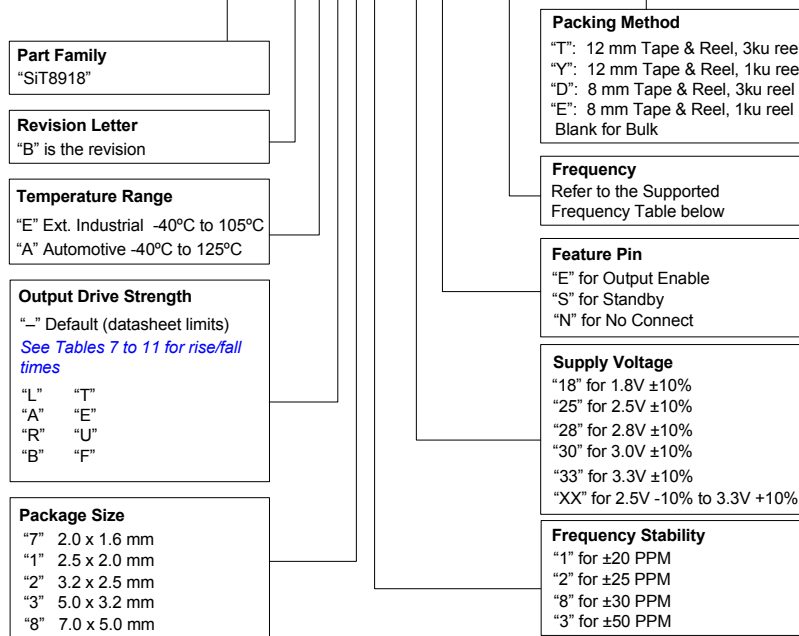 Part Family
“SiT8918”
Revision Letter
“B” is the revision
Temperature Range
“E” Ext. Industrial -40ºC to 105ºC
“A” Automotive -40ºC to 125ºC
Output Drive Strength
“–” Default (datasheet limits)
See Tables 7 to 11 for rise/fall
times
“L” “T”
“A” “E”
“R” “U”
“B” “F”
Package Size
“7” 2.0 x 1.6 mm
“1” 2.5 x 2.0 mm
“2” 3.2 x 2.5 mm
“3” 5.0 x 3.2 mm
“8” 7.0 x 5.0 mm
Packing Method
“T”: 12 mm Tape & Reel, 3ku ree
“Y”: 12 mm Tape & Reel, 1ku ree
“D”: 8 mm Tape & Reel, 3ku reel
“E”: 8 mm Tape & Reel, 1ku reel
Blank for Bulk
Frequency
Refer to the Supported
Frequency Table below
Feature Pin
“E” for Output Enable
“S” for Standby
“N” for No Connect
Supply Voltage
“18” for 1.8V ±10%
“25” for 2.5V ±10%
“28” for 2.8V ±10%
“30” for 3.0V ±10%
“33” for 3.3V ±10%
“XX” for 2.5V -10% to 3.3V +10%
Frequency Stability
“1” for ±20 PPM
“2” for ±25 PPM
“8” for ±30 PPM
“3” for ±50 PPM